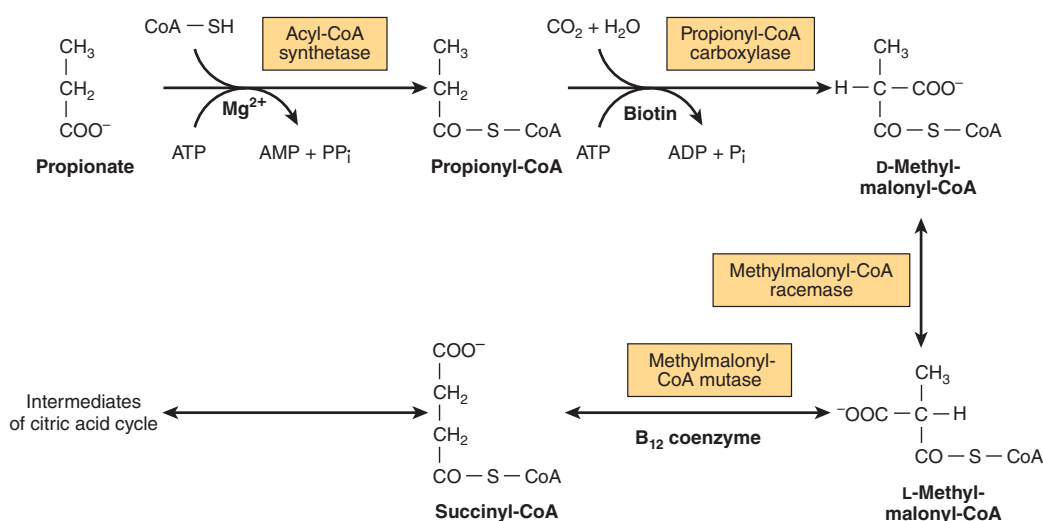 CoA — SH
Acyl-CoA
synthetase
CO2 + H2O
Propionyl-CoA
carboxylase
CH3
CH2
COO−
Propionate
Mg2+
ATP
AMP + PPi
CH3
CH2
CO — S — CoA
Propionyl-CoA
Biotin
ATP
ADP + Pi
CH3
H — C — COO−
CO — S — CoA
D-Methyl-
malonyl-CoA
Methylmalonyl-CoA
racemase
CH3
−OOC — C — H
CO — S — CoA
L-Methyl-
malonyl-CoA
Methylmalonyl-
CoA mutase
B12 coenzyme
COO−
CH2
CH2
CO — S — CoA
Succinyl-CoA
Intermediates
of citric acid cycle